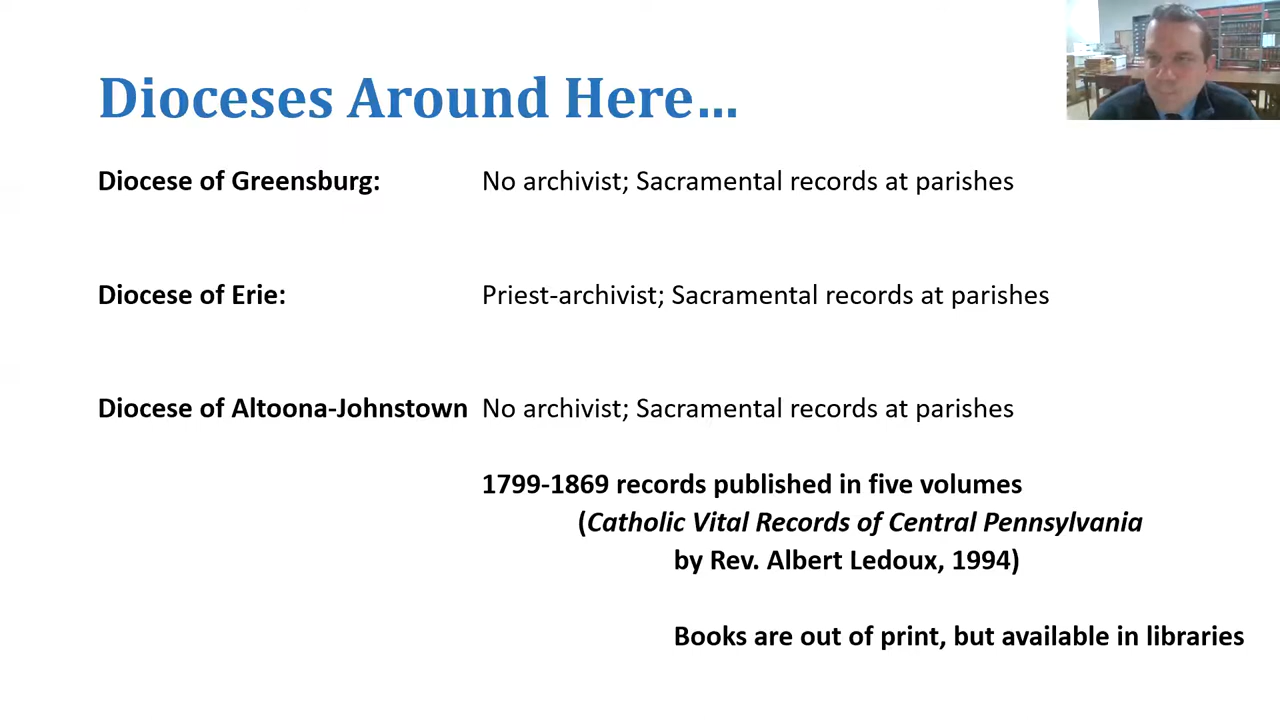 Dioceses Around Here...
Diocese of Greensburg: No archivist; Sacramental records at parishes
Diocese of Erie: Priest-archivist; Sacramental records at parishes
Diocese of Altoona-Johnstown No archivist; Sacramental records at parishes
1799-1869 records published in five volumes
(Catholic Vital Records of Central Pennsylvania
by Rev. Albert Ledoux, 1994)
Books are out of print, but available in libraries